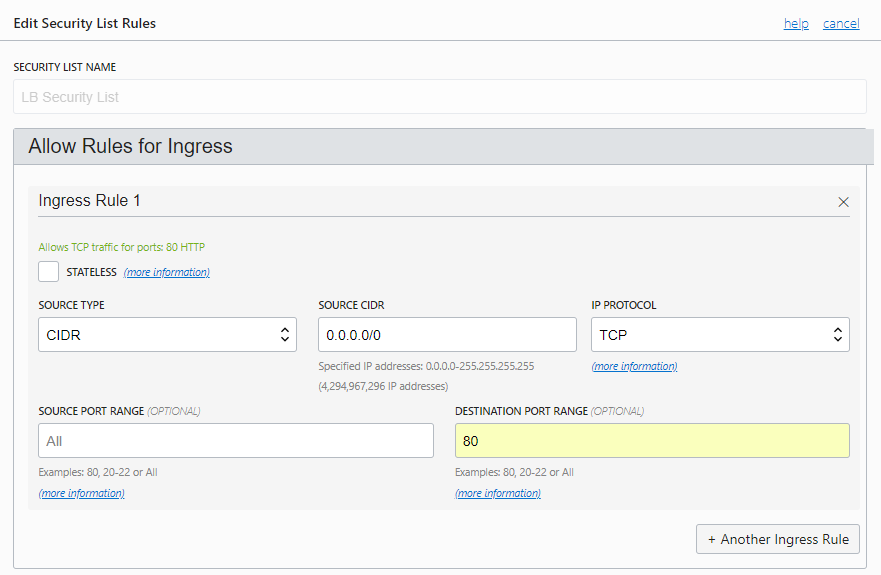 Edit Security List Rules
help cancel
SECURITY LIST NAME
LB Security List
Allow Rules for Ingress
Ingress Rule 1
Allows TCP traffic for ports: 80 HTTP
STATELESS (more information)
SOURCE TYPE SOURCE CIDR IP PROTOCOL
CIDR 0.0.0.0/0 TCP
Specified IP addresses: 0.0.0.0-255.255.255.255 (more information)
(4,294,967,296 IP addresses)
SOURCE PORT RANGE (OPTIONAL) DESTINATION PORT RANGE (OPTIONAL)
All 80
Examples: 80, 20-22 or All Examples: 80, 20-22 or All
(more information) (more information)
+ Another Ingress Rule